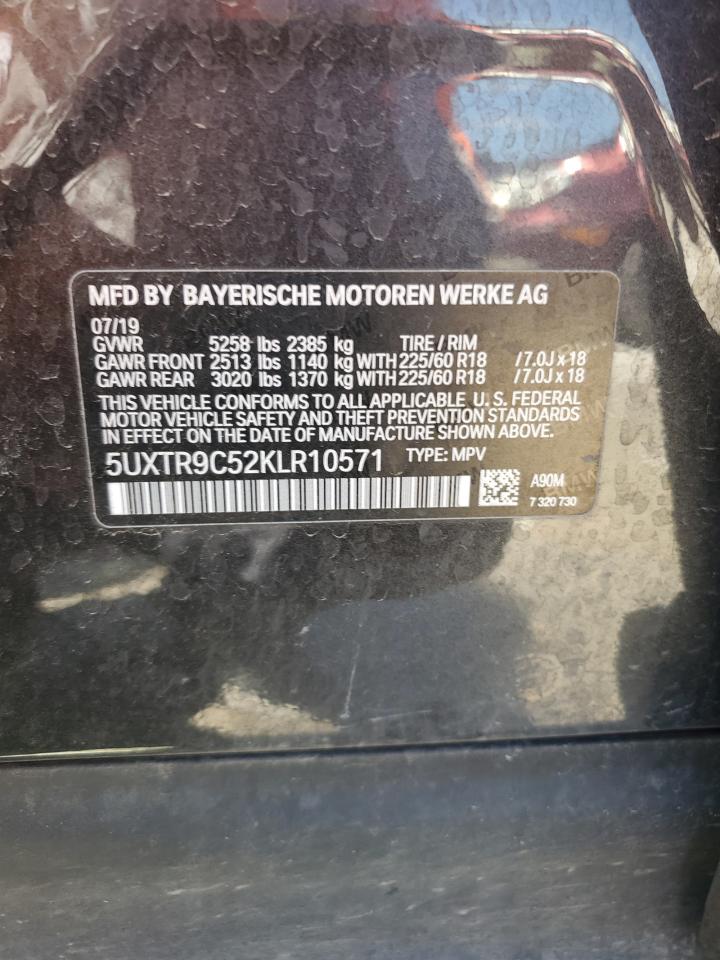 MFD BY BAYERISCHE MOTOREN WERKE AG
07/19
GVWR 5258 lbs 2385 kg TIRE / RIM
GAWR FRONT 2513 lbs 1140 kg WITH 225/60 R18 / 7.0J x 18
GAWR REAR 3020 lbs 1370 kg WITH 225/60 R18 / 7.0J x 18
THIS VEHICLE CONFORMS TO ALL APPLICABLE U. S. FEDERAL
MOTOR VEHICLE SAFETY AND THEFT PREVENTION STANDARDS
IN EFFECT ON THE DATE OF MANUFACTURE SHOWN ABOVE.
5UXTR9C52KLR10571 TYPE: MPV
A90M
7 320 730